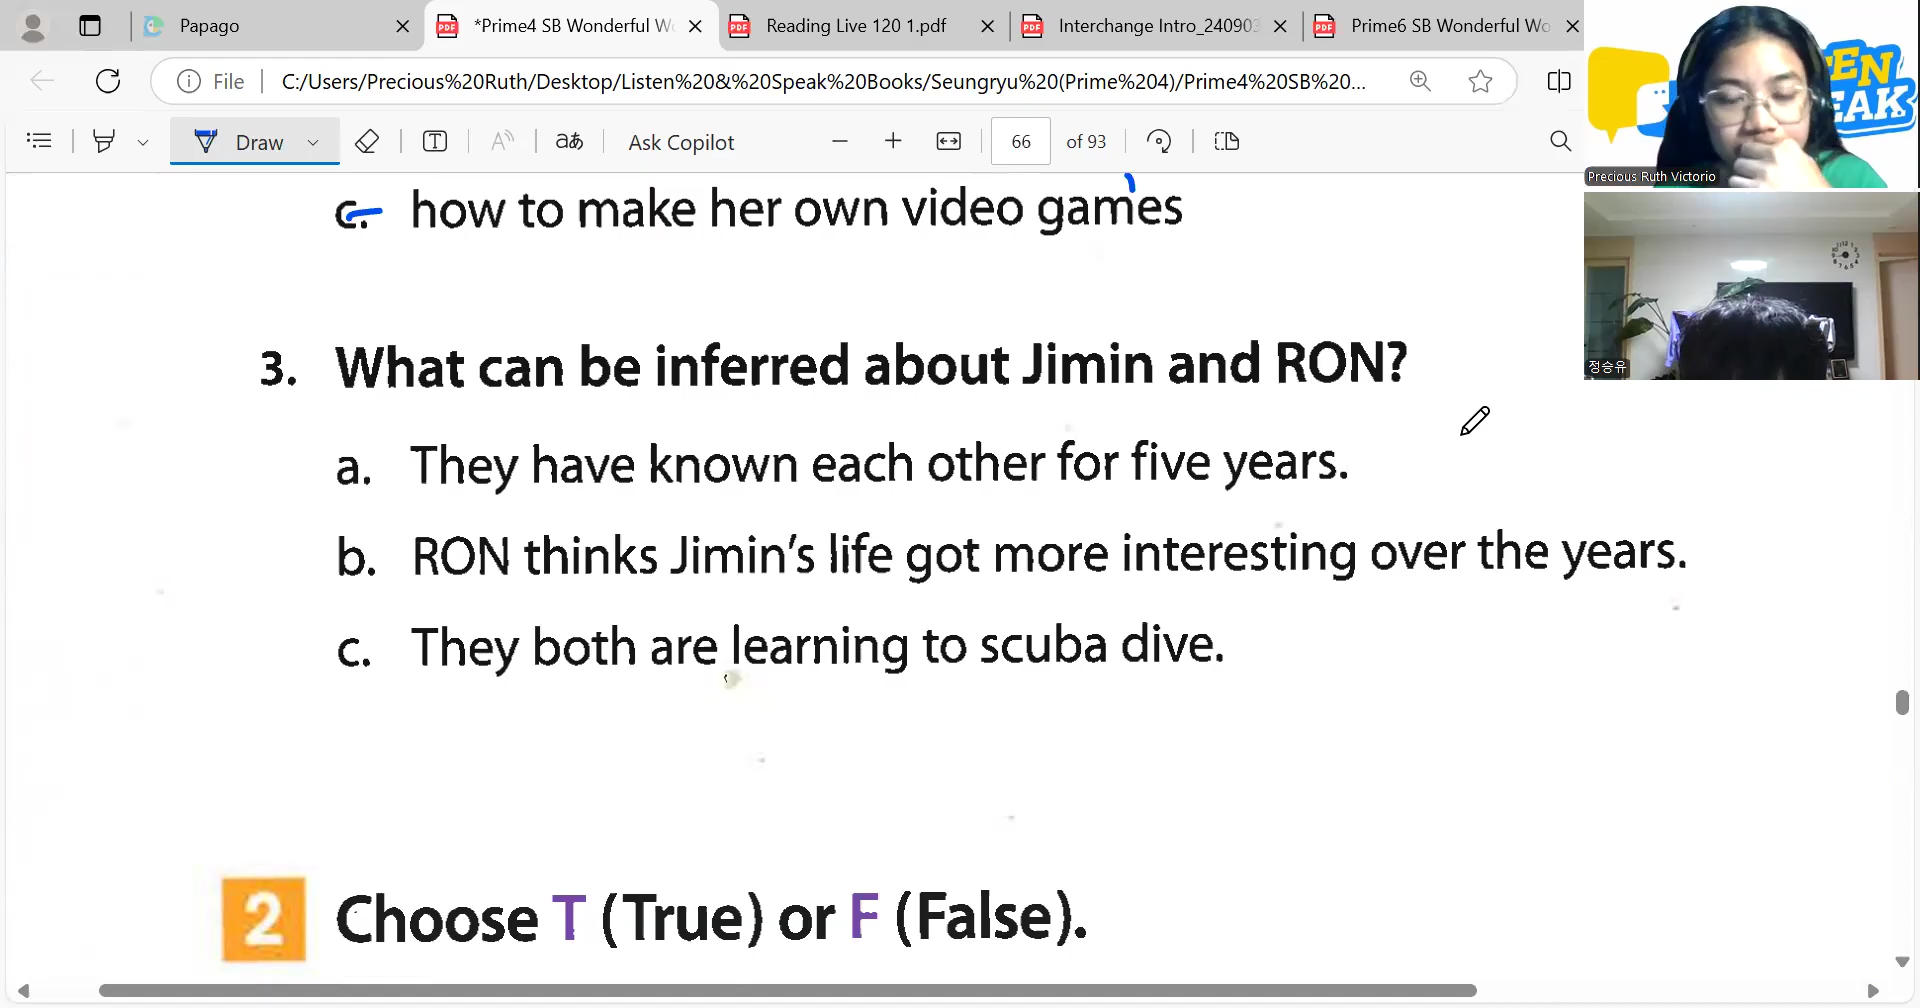 Papago
*Prime4 SB Wonderful Wo
Reading Live 120 1.pdf
Interchange Intro_240903
Prime6 SB Wonderful Wo
File
C:/Users/Precious%20Ruth/Desktop/Listen%20&%20Speak%20Books/Seungryu%20(Prime%204)/Prime4%20SB%20...
Draw
Ask Copilot
66 of 93
EN
EAK
Precious Ruth Victorio
정승유
c. how to make her own video games
3. What can be inferred about Jimin and RON?
a. They have known each other for five years.
b. RON thinks Jimin's life got more interesting over the years.
c. They both are learning to scuba dive.
2 Choose T (True) or F (False).